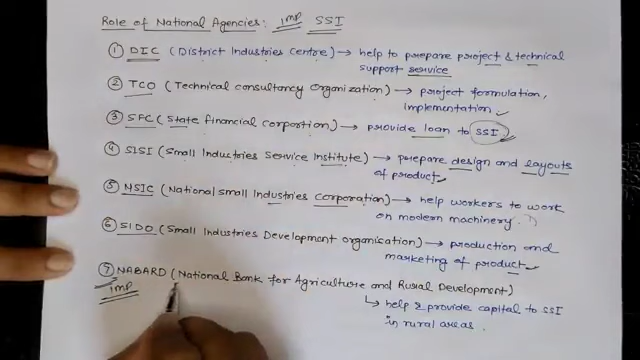 Role of National Agencies: imp SSI
① DIC (District Industries Centre) → help to prepare project & technical
support service
② TCO (Technical consultancy Organization) → project formulation,
implementation
③ SFC (State Financial corportion) → provide loan to SSI
④ SISI (Small Industries Service Institute) → prepare design and layouts
of product
⑤ NSIC (National small Industries corporation) → help workers to work
on modern machinery.
⑥ SIDO (Small Industries Development organisation) → production and
marketing of product
⑦ NABARD (National Bank for Agriculture and Rural Development)
imp
↳ help & provide capital to SSI
in rural areas.